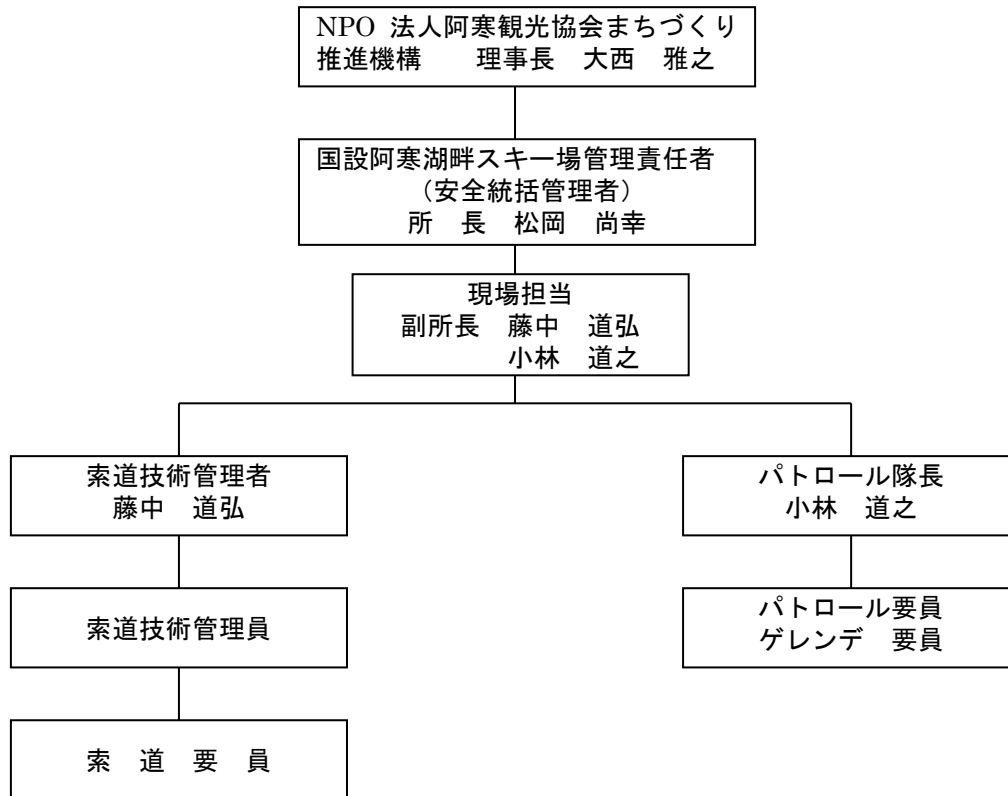 NPO 法人阿寒観光協会まちづくり
推進機構　　理事長　大西　雅之
国設阿寒湖畔スキー場管理責任者
（安全統括管理者）
所　長　松岡　尚幸
現場担当
副所長　藤中　道弘
小林　道之
索道技術管理者
藤中　道弘
パトロール隊長
小林　道之
索道技術管理員
パトロール要員
ゲレンデ　要員
索　道　要　員